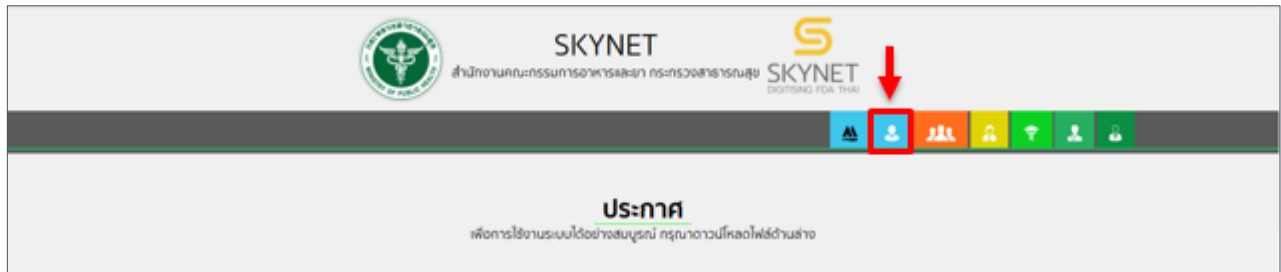 SKYNET
สำนักงานคณะกรรมการอาหารและยา กระทรวงสาธารณสุข
SKYNET
DIGITISING FDA THAI
ประกาศ
เพื่อการใช้งานระบบได้อย่างสมบูรณ์ กรุณาดาวน์โหลดไฟล์ด้านล่าง